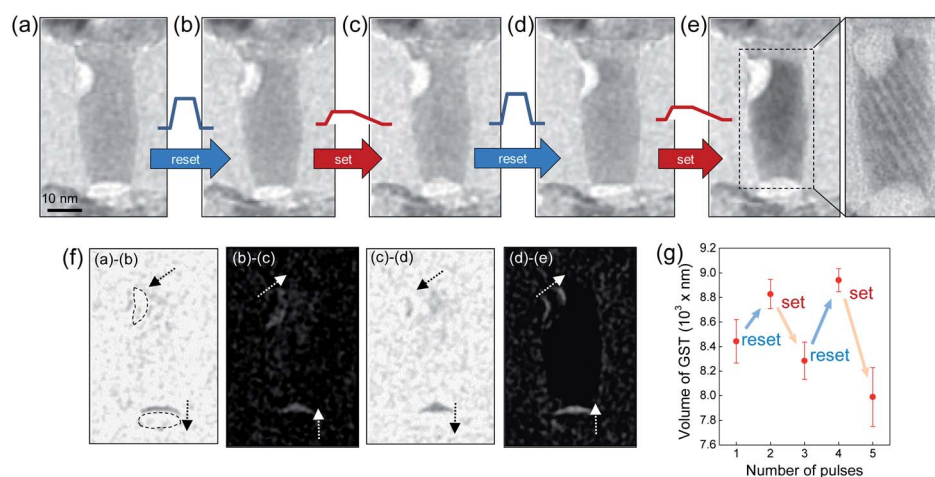 (a)
(b)
(c)
(d)
(e)
reset
set
reset
set
10 nm
(f)
(a)-(b)
(b)-(c)
(c)-(d)
(d)-(e)
(g)
Volume of GST (10³ x nm)
9.2
9.0
8.8
8.6
8.4
8.2
8.0
7.8
7.6
reset
set
reset
set
1
2
3
4
5
Number of pulses